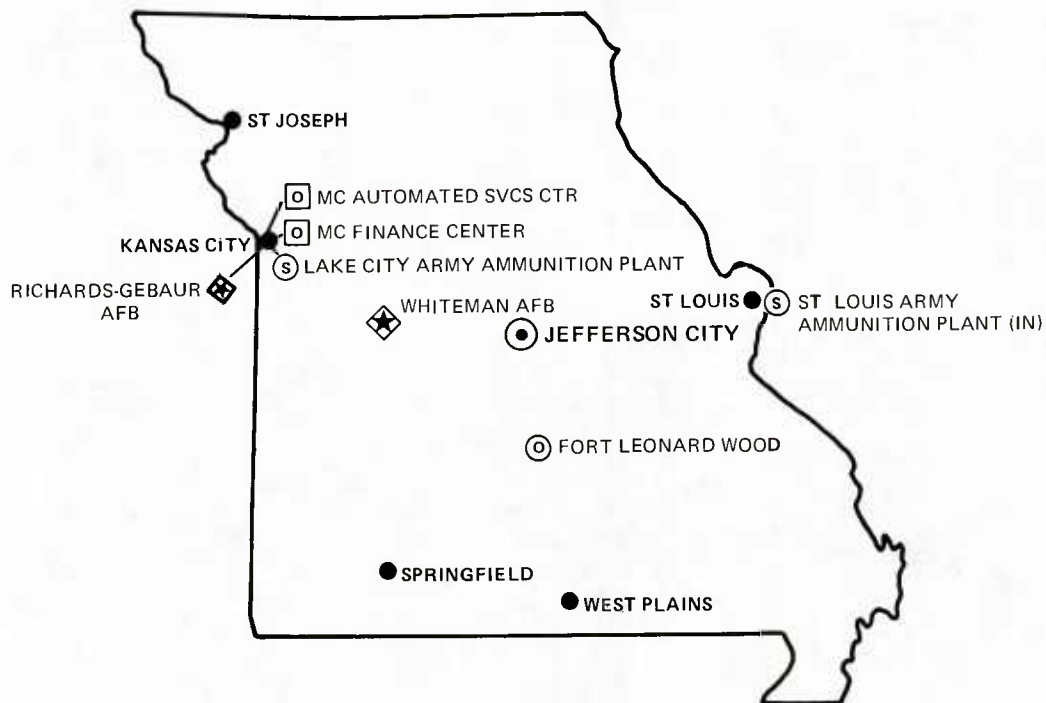 ST JOSEPH
O MC AUTOMATED SVCS CTR
KANSAS CITY
O MC FINANCE CENTER
S LAKE CITY ARMY AMMUNITION PLANT
RICHARDS-GEBAUR
AFB
WHITEMAN AFB
ST LOUIS
S ST LOUIS ARMY
AMMUNITION PLANT (IN)
JEFFERSON CITY
O FORT LEONARD WOOD
SPRINGFIELD
WEST PLAINS